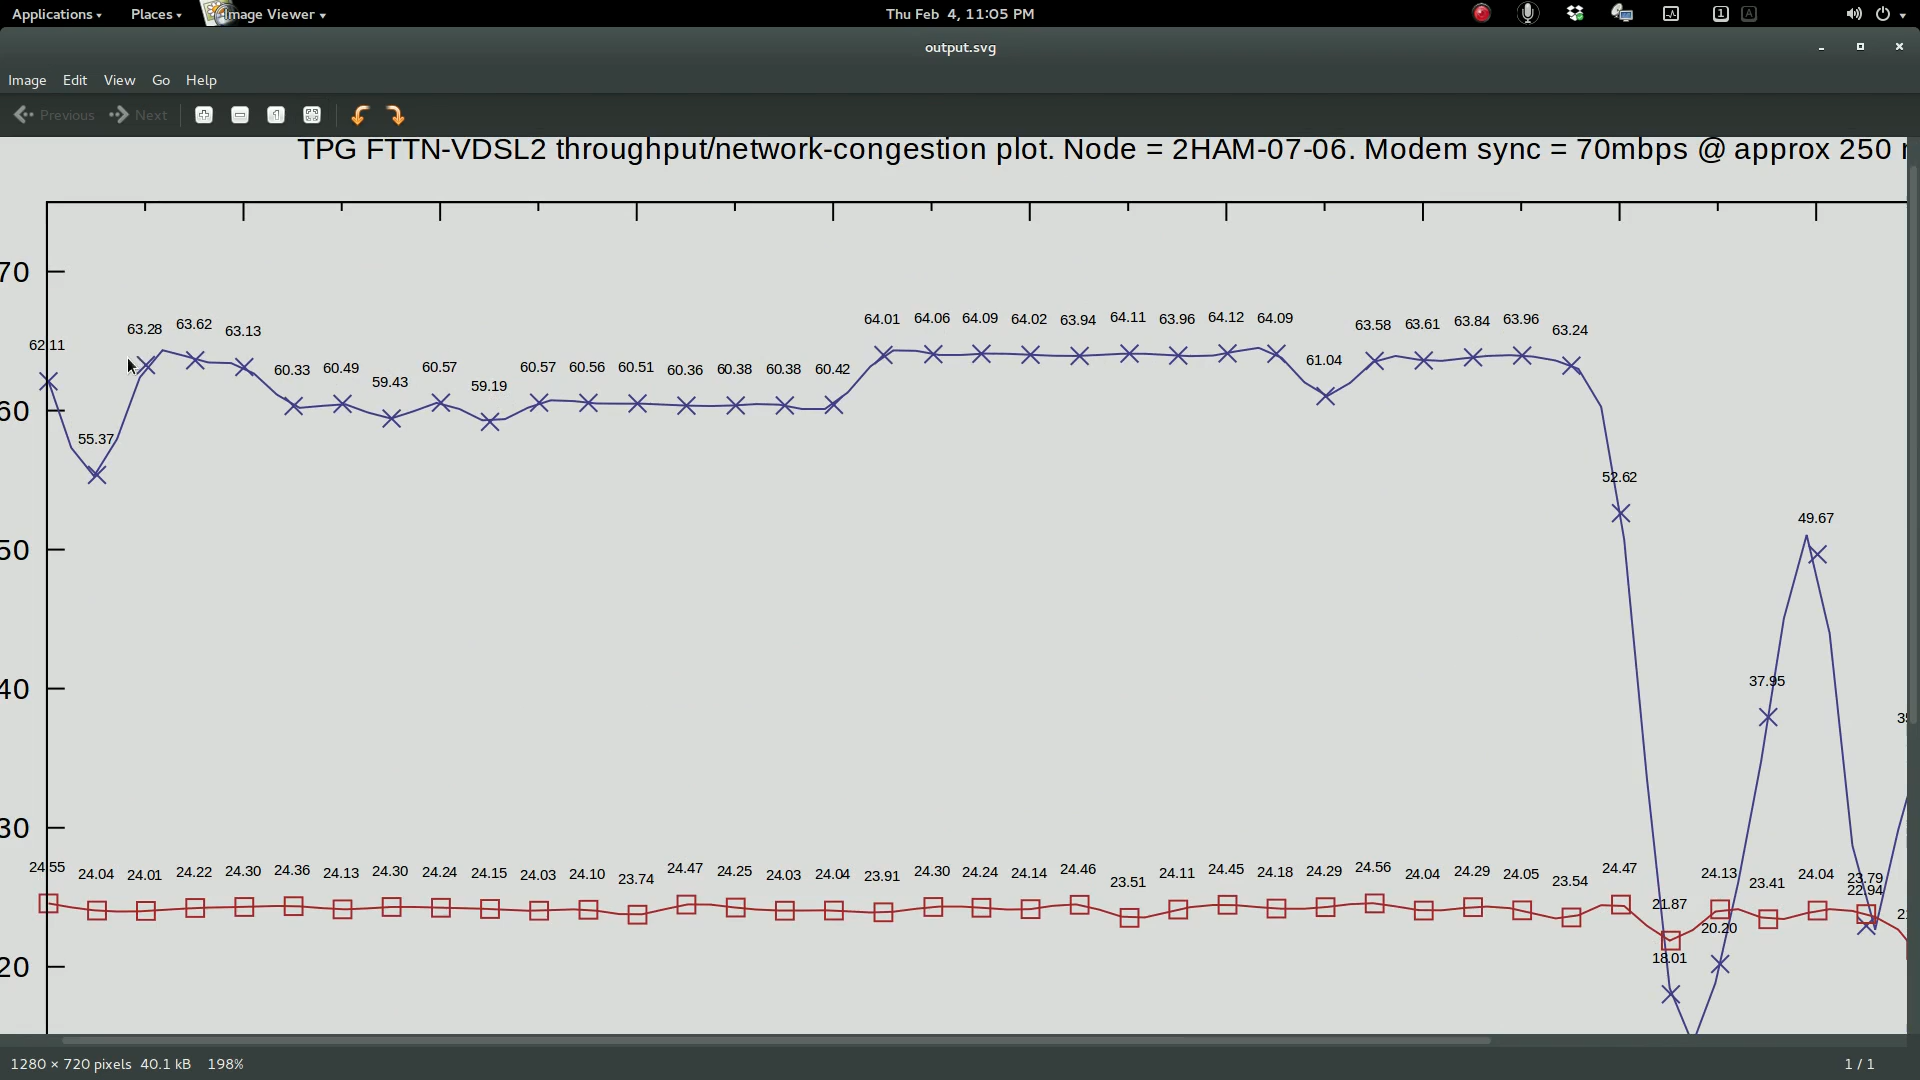 Applications Places Image Viewer Thu Feb 4, 11:05 PM 1 A
output.svg
Image Edit View Go Help
Previous Next
TPG FTTN-VDSL2 throughput/network-congestion plot. Node = 2HAM-07-06. Modem sync = 70mbps @ approx 250
70
64.01 64.06 64.09 64.02 63.94 64.11 63.96 64.12 64.09
62.11 63.28 63.62 63.13 63.58 63.61 63.84 63.96 63.24
60.33 60.49 59.43 60.57 59.19 60.57 60.56 60.51 60.36 60.38 60.38 60.42 61.04
60
55.37
52.62
50
49.67
40
37.95
30
24.55 24.04 24.01 24.22 24.30 24.36 24.13 24.30 24.24 24.15 24.03 24.10 23.74 24.47 24.25 24.03 24.04 23.91 24.30 24.24 24.14 24.46 23.51 24.11 24.45 24.18 24.29 24.56 24.04 24.29 24.05 23.54 24.47 21.87 24.13 23.41 24.04 23.79
22.94
20.20
18.01
20
1280 × 720 pixels 40.1 kB 198% 1 / 1